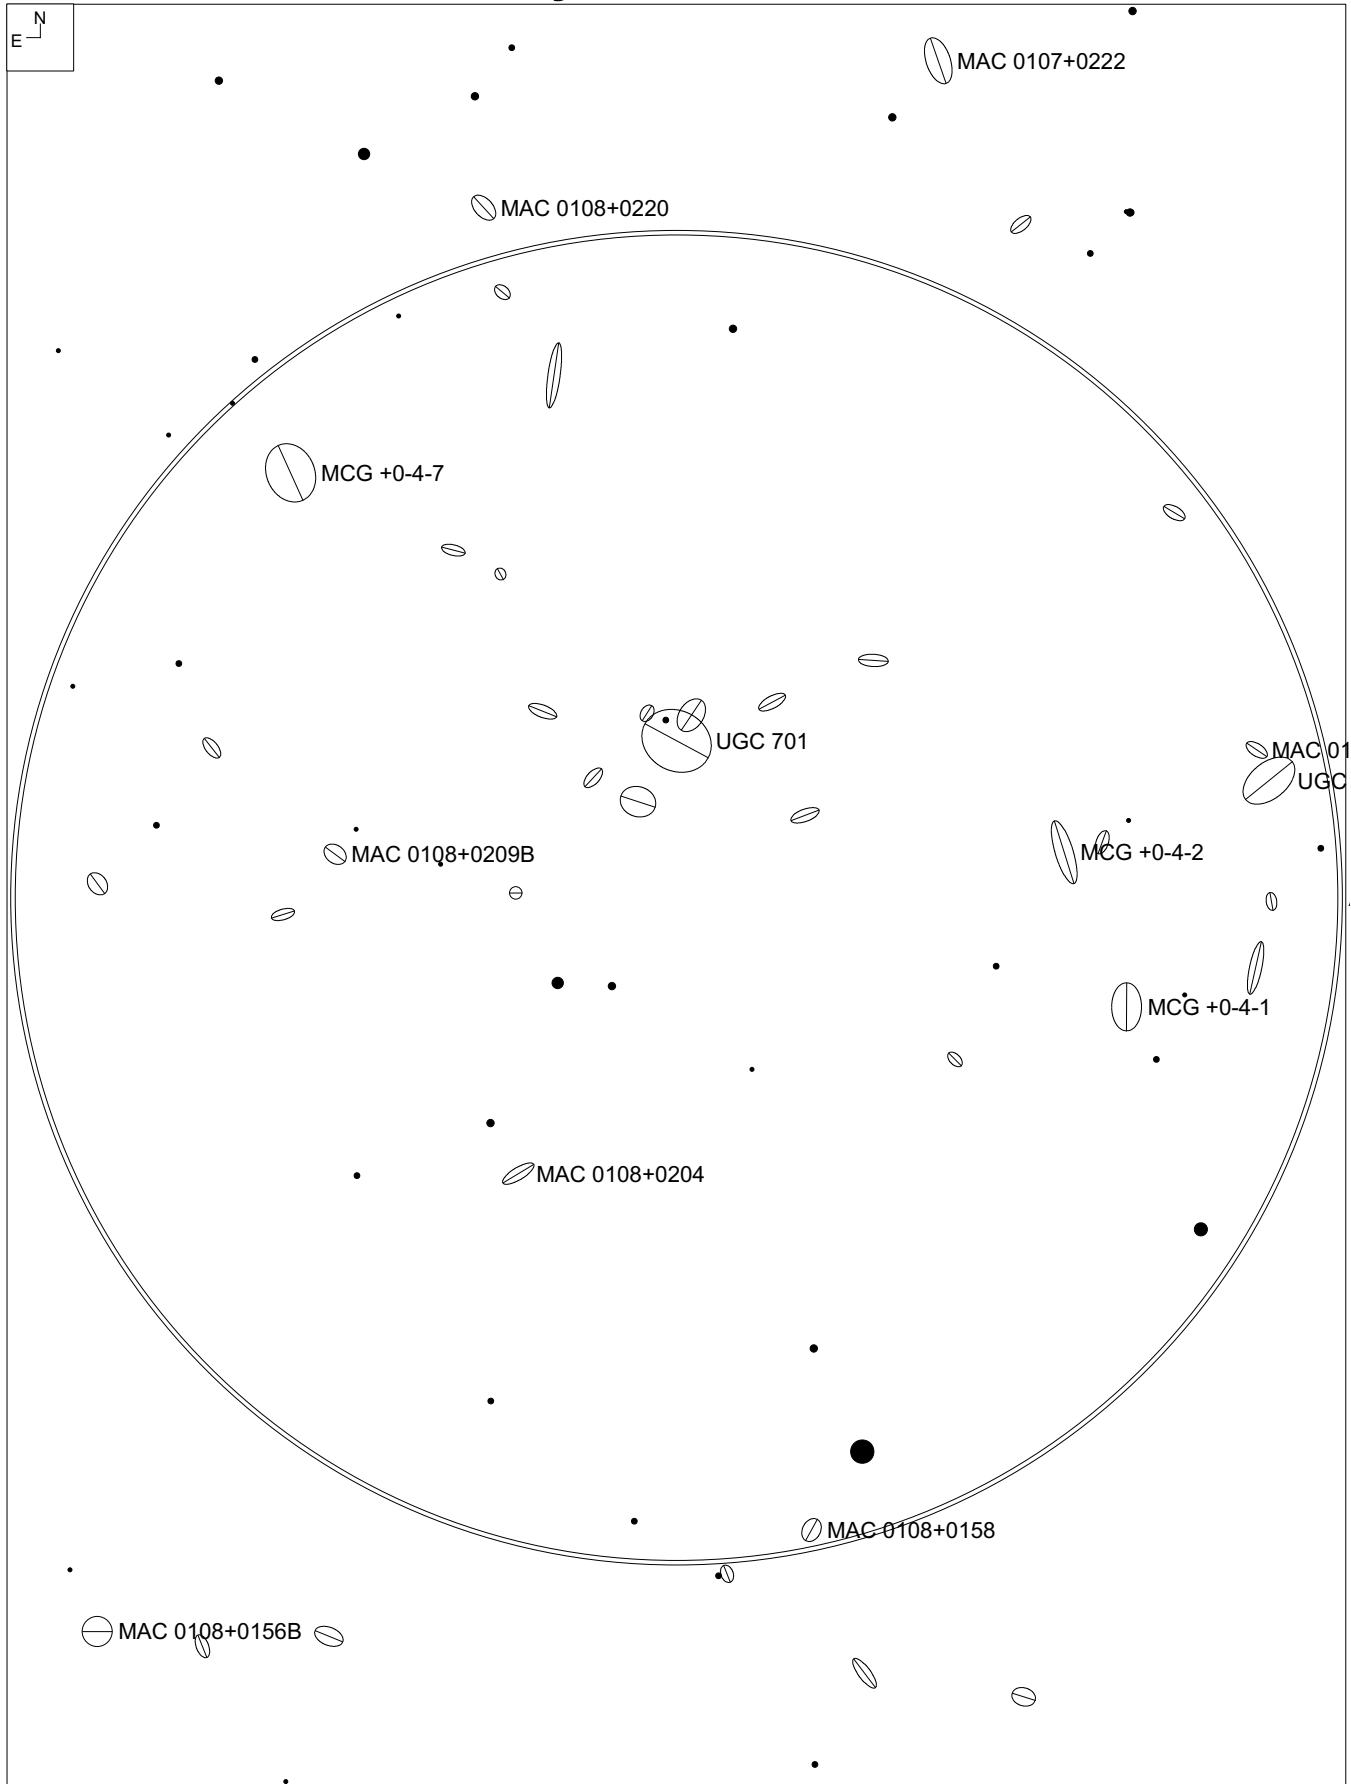 N
E
MAC 0107+0222
MAC 0108+0220
MCG +0-4-7
UGC 701
MAC 01
UGC
MAC 0108+0209B
MCG +0-4-2
MCG +0-4-1
MAC 0108+0204
MAC 0108+0158
MAC 0108+0156B